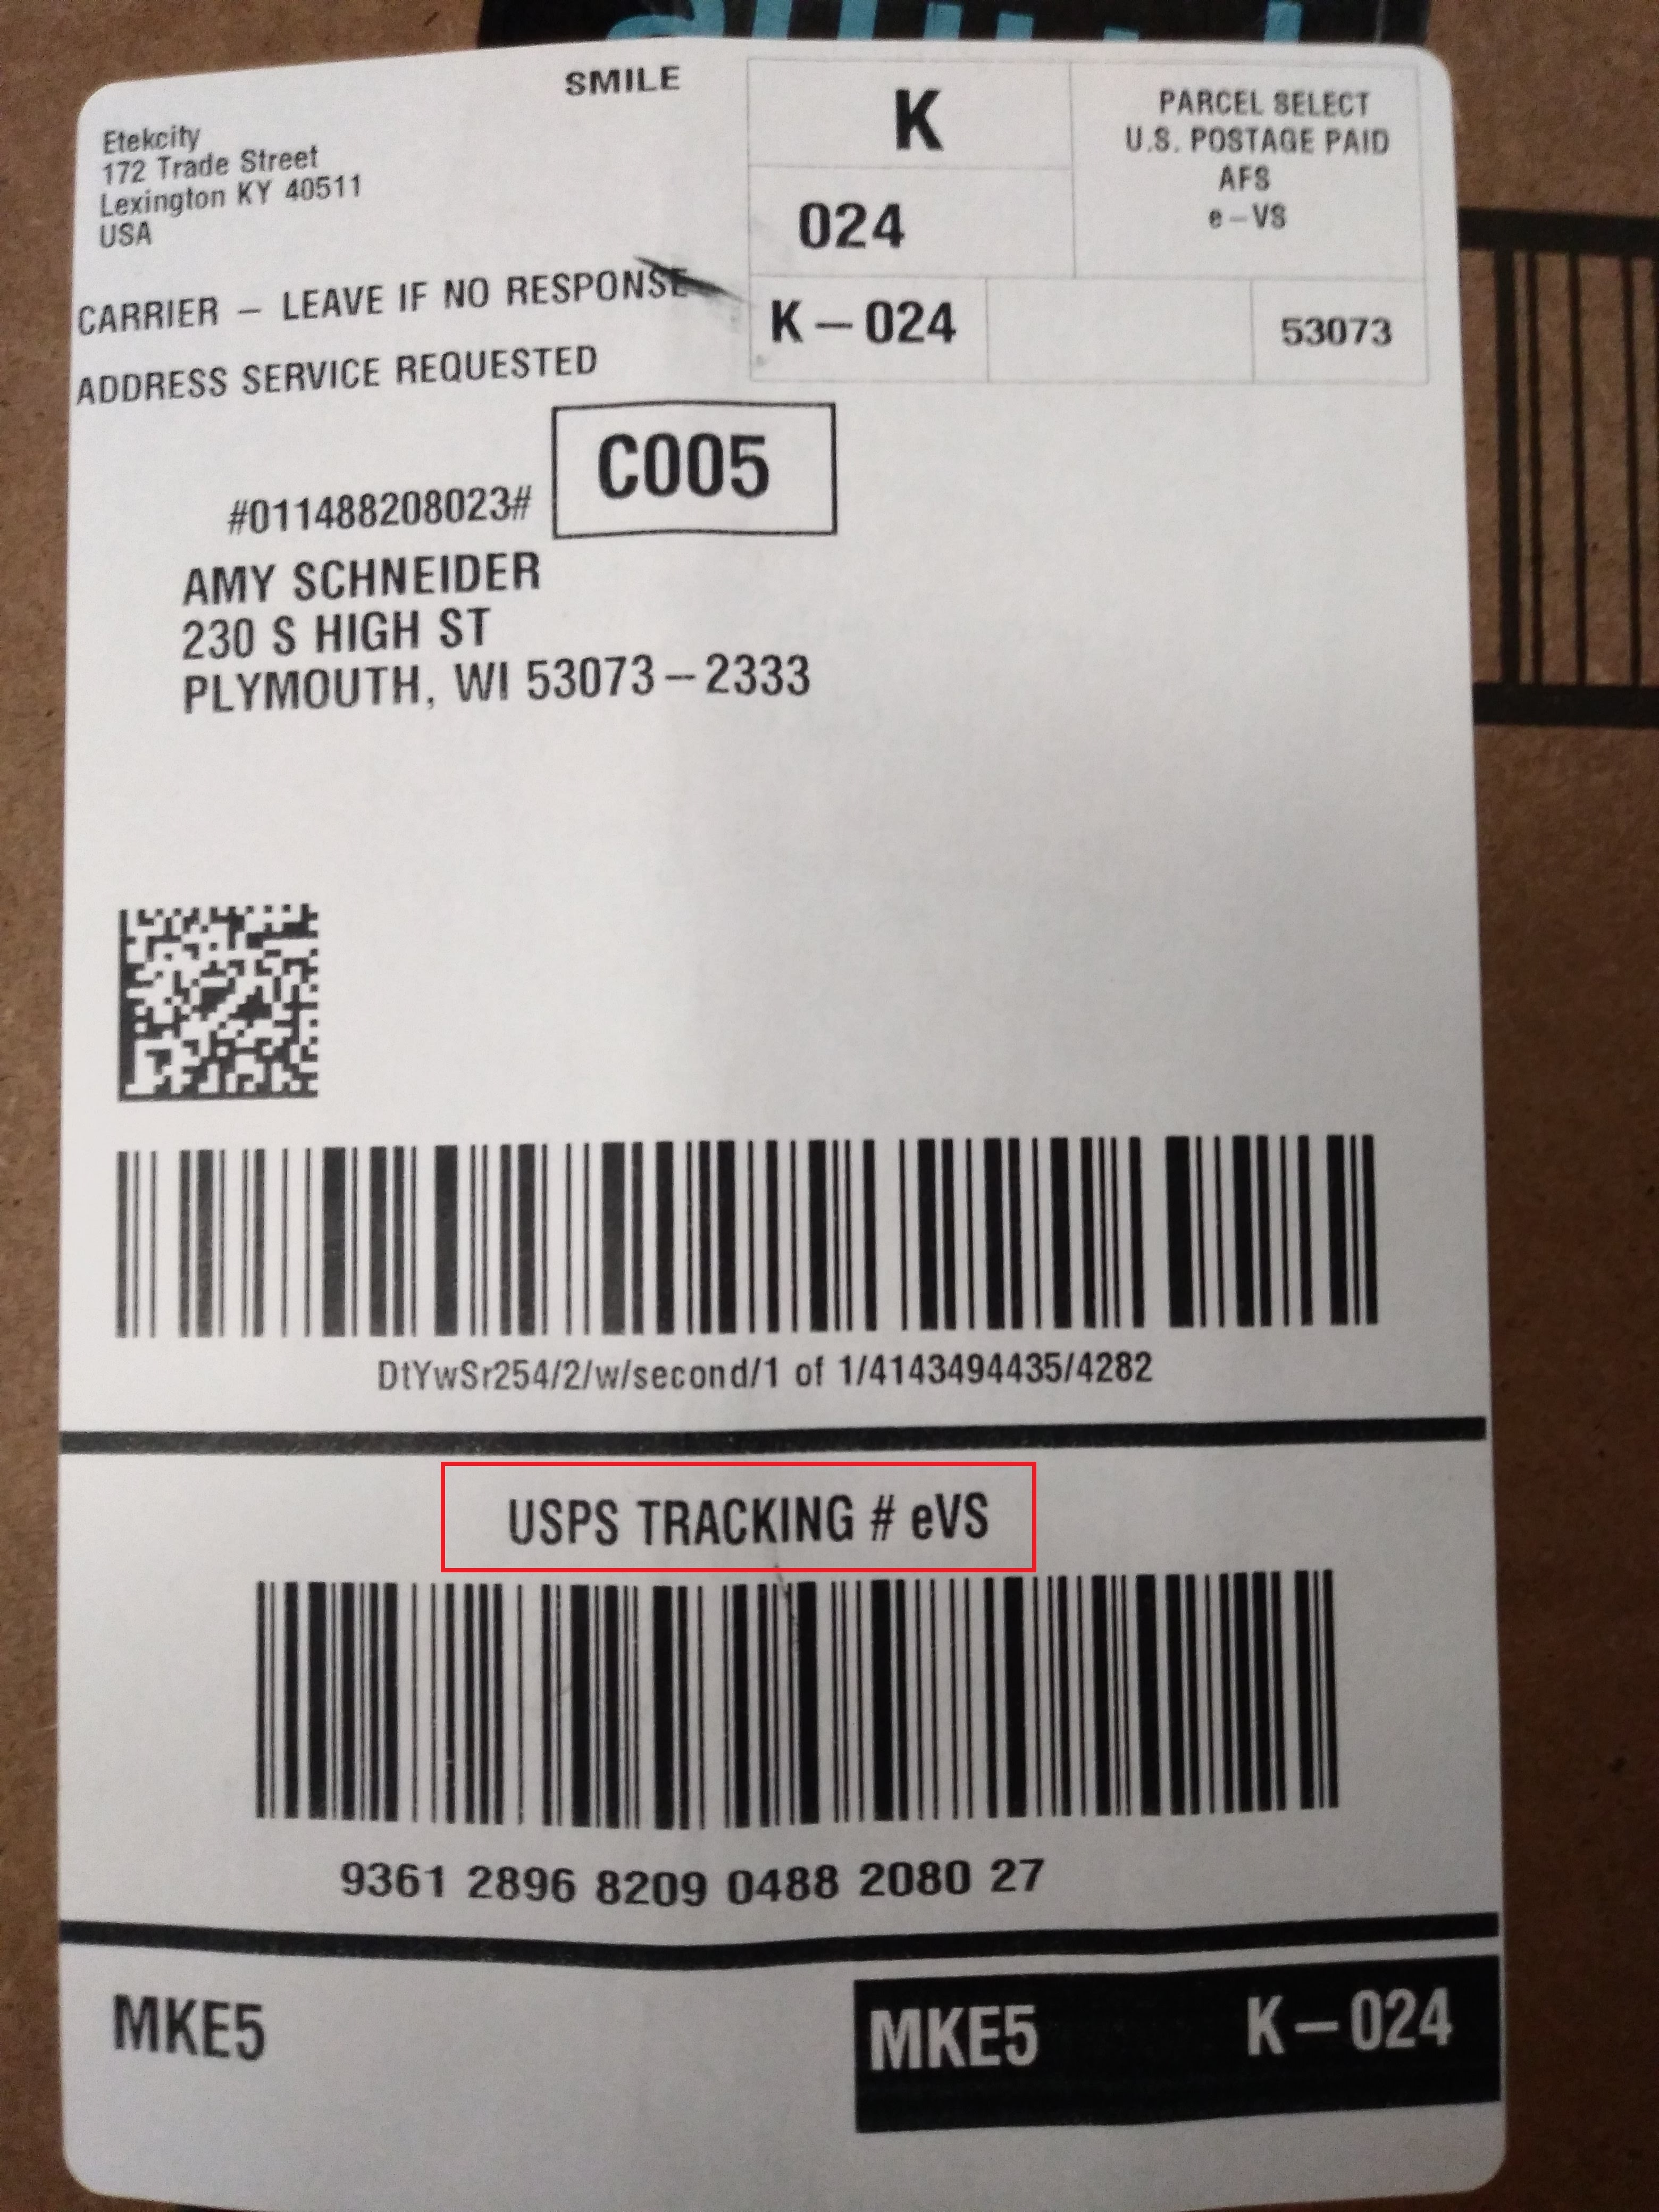 SMILE
Etekcity
172 Trade Street
Lexington KY 40511
USA
K
024
PARCEL SELECT
U.S. POSTAGE PAID
AFS
e-VS
CARRIER – LEAVE IF NO RESPONSE
ADDRESS SERVICE REQUESTED
K-024
53073
C005
#011488208023#
AMY SCHNEIDER
230 S HIGH ST
PLYMOUTH, WI 53073-2333
DtYwSr254/2/w/second/1 of 1/4143494435/4282
USPS TRACKING # eVS
9361 2896 8209 0488 2080 27
MKE5
MKE5 K-024